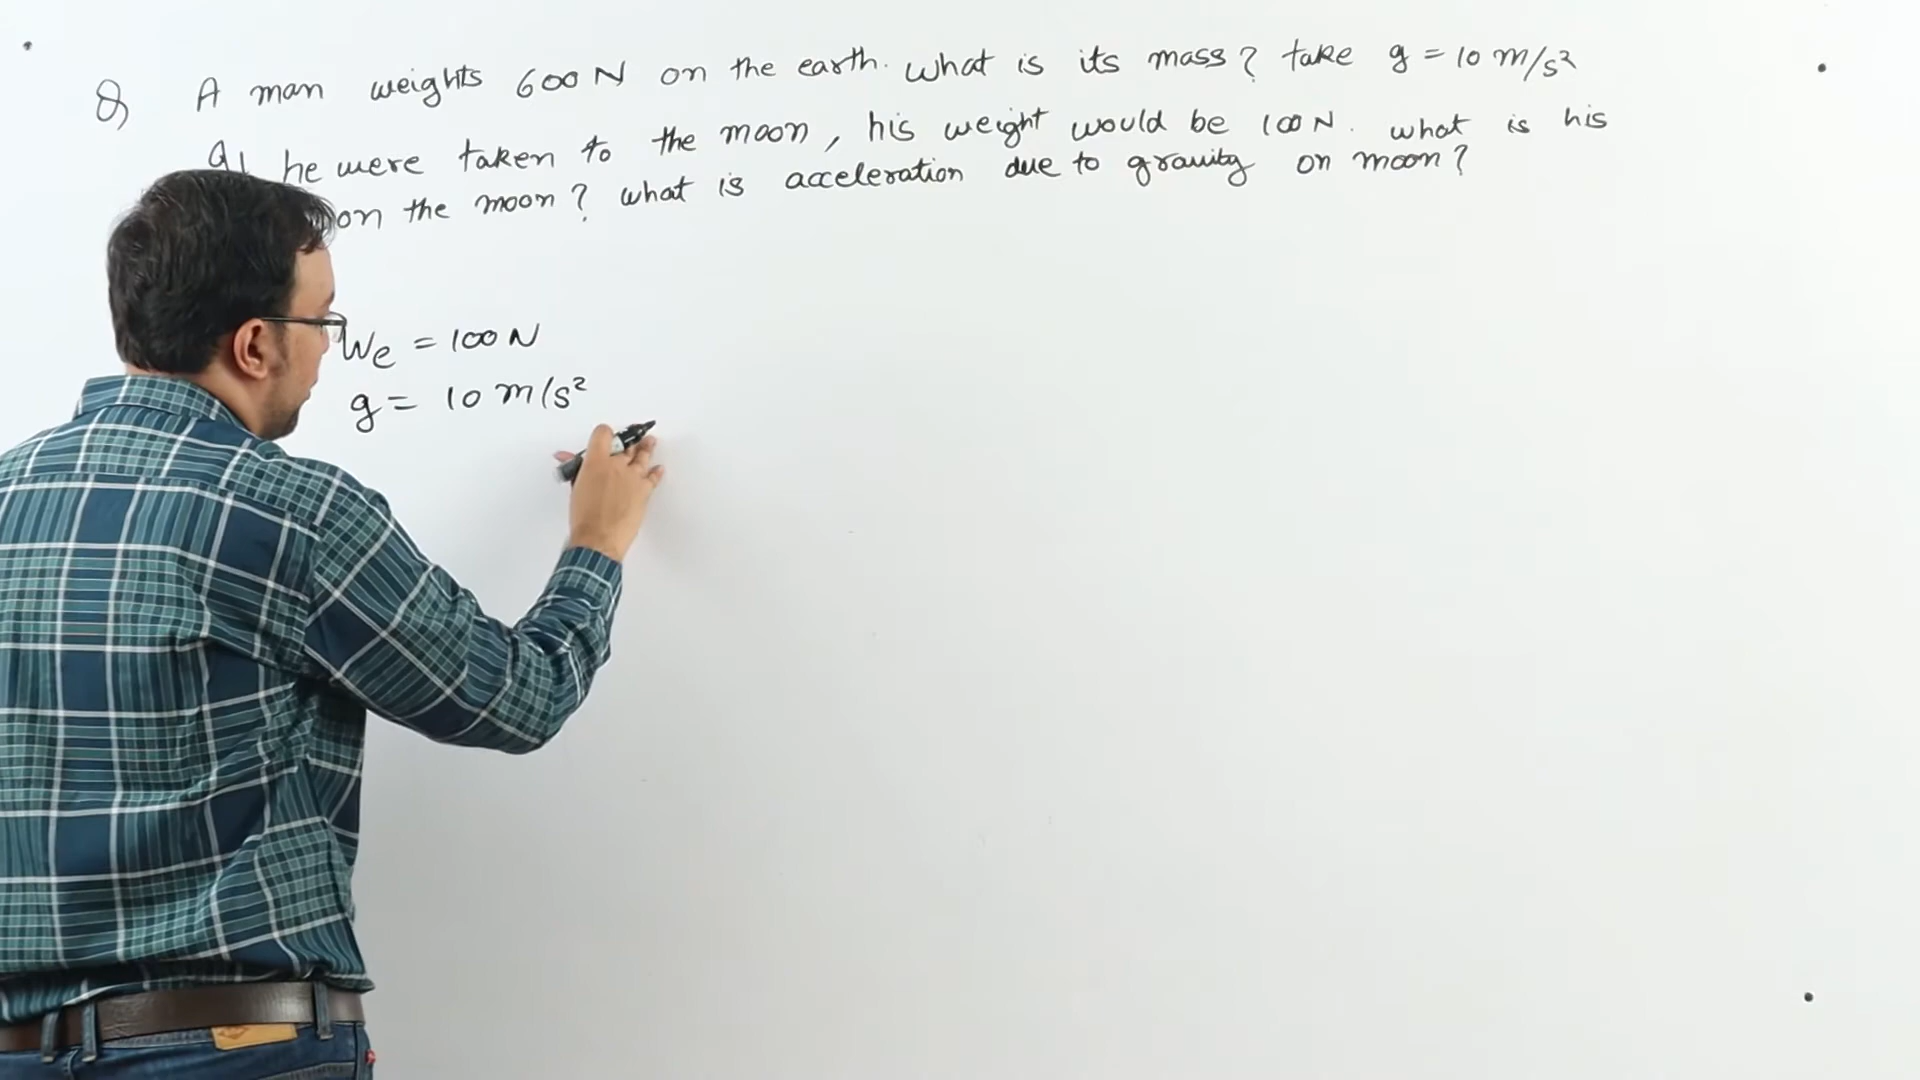 Q A man weights 600 N on the earth. What is its mass? take g = 10 m/s²
If he were taken to the moon, his weight would be 100 N. what is his
on the moon? what is acceleration due to gravity on moon?
We = 100 N
g = 10 m/s²